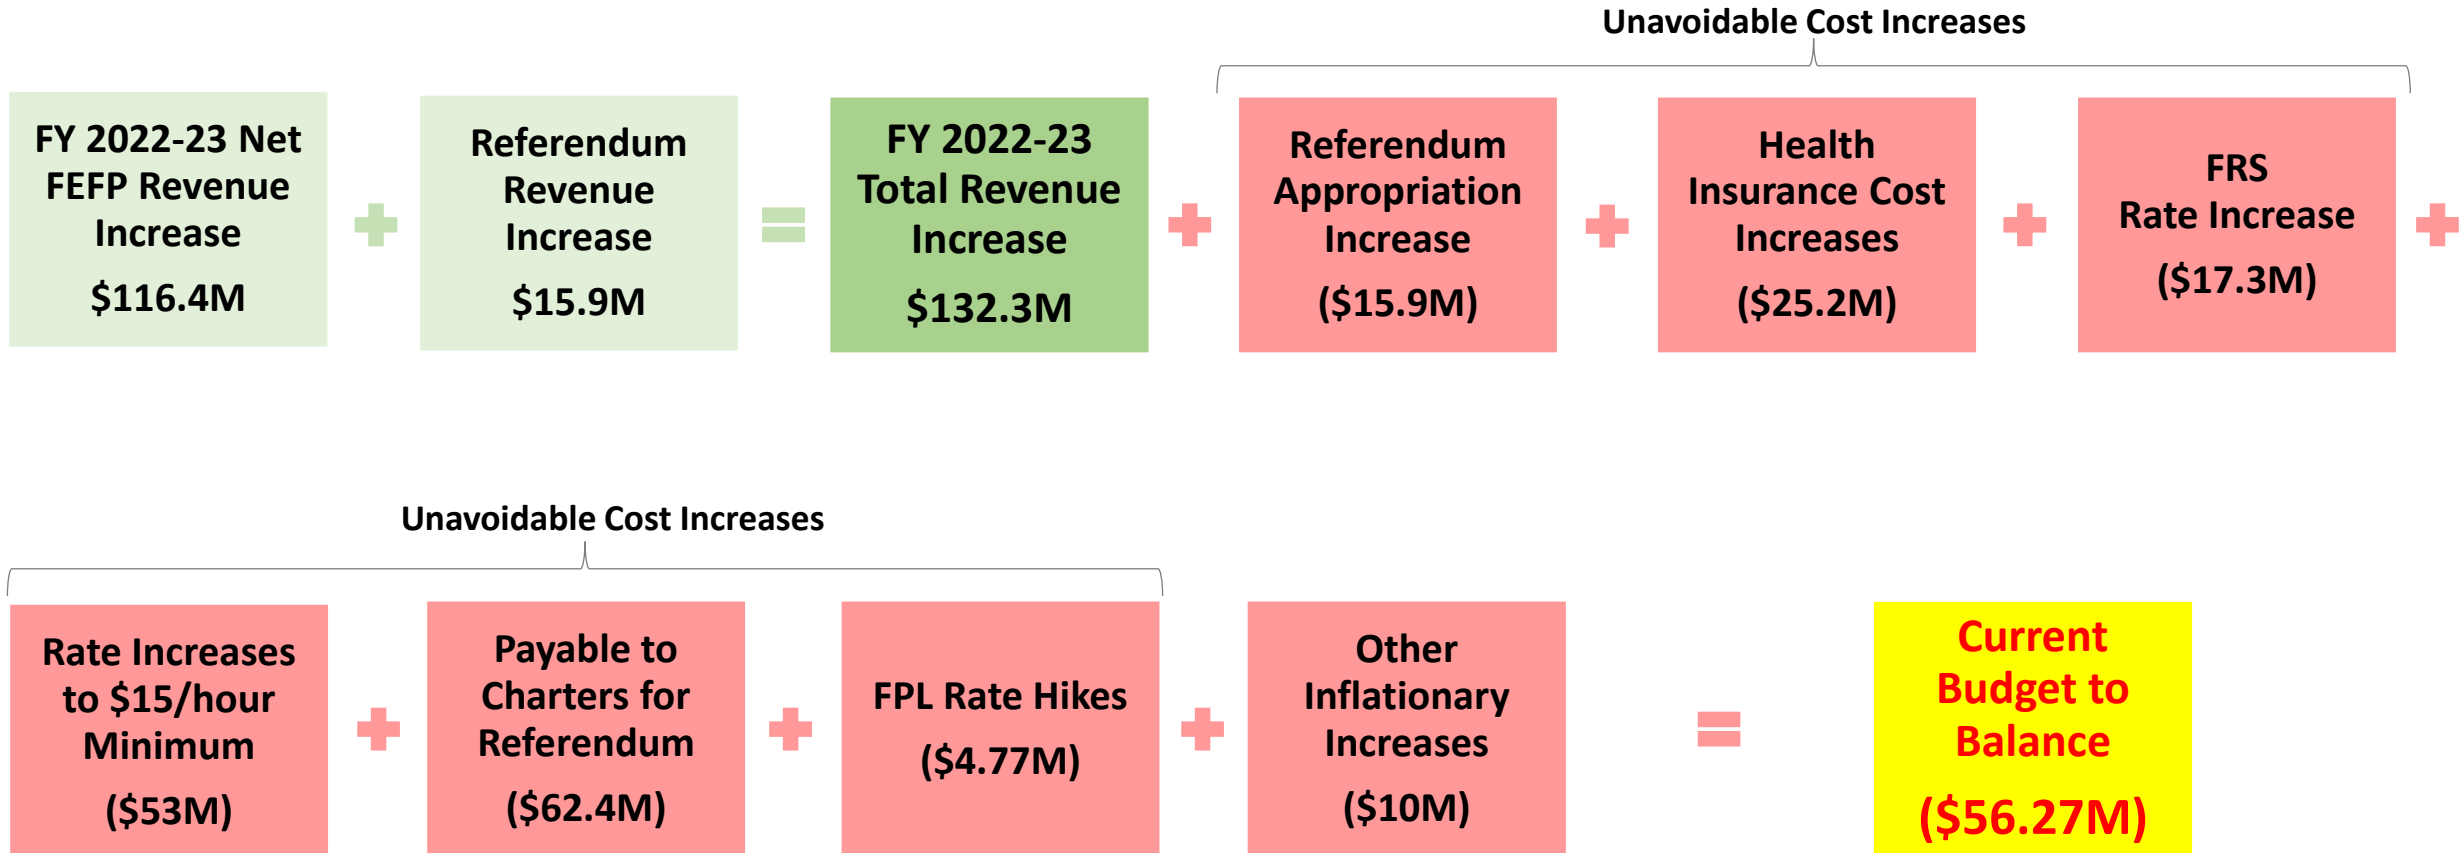 Unavoidable Cost Increases
FY 2022-23 Net
FEFP Revenue
Increase
$116.4M
Referendum
Revenue
Increase
$15.9M
FY 2022-23
Total Revenue
Increase
$132.3M
Referendum
Appropriation
Increase
($15.9M)
Health
Insurance Cost
Increases
($25.2M)
FRS
Rate Increase
($17.3M)
Unavoidable Cost Increases
Rate Increases
to $15/hour
Minimum
($53M)
Payable to
Charters for
Referendum
($62.4M)
FPL Rate Hikes
($4.77M)
Other
Inflationary
Increases
($10M)
Current
Budget to
Balance
($56.27M)